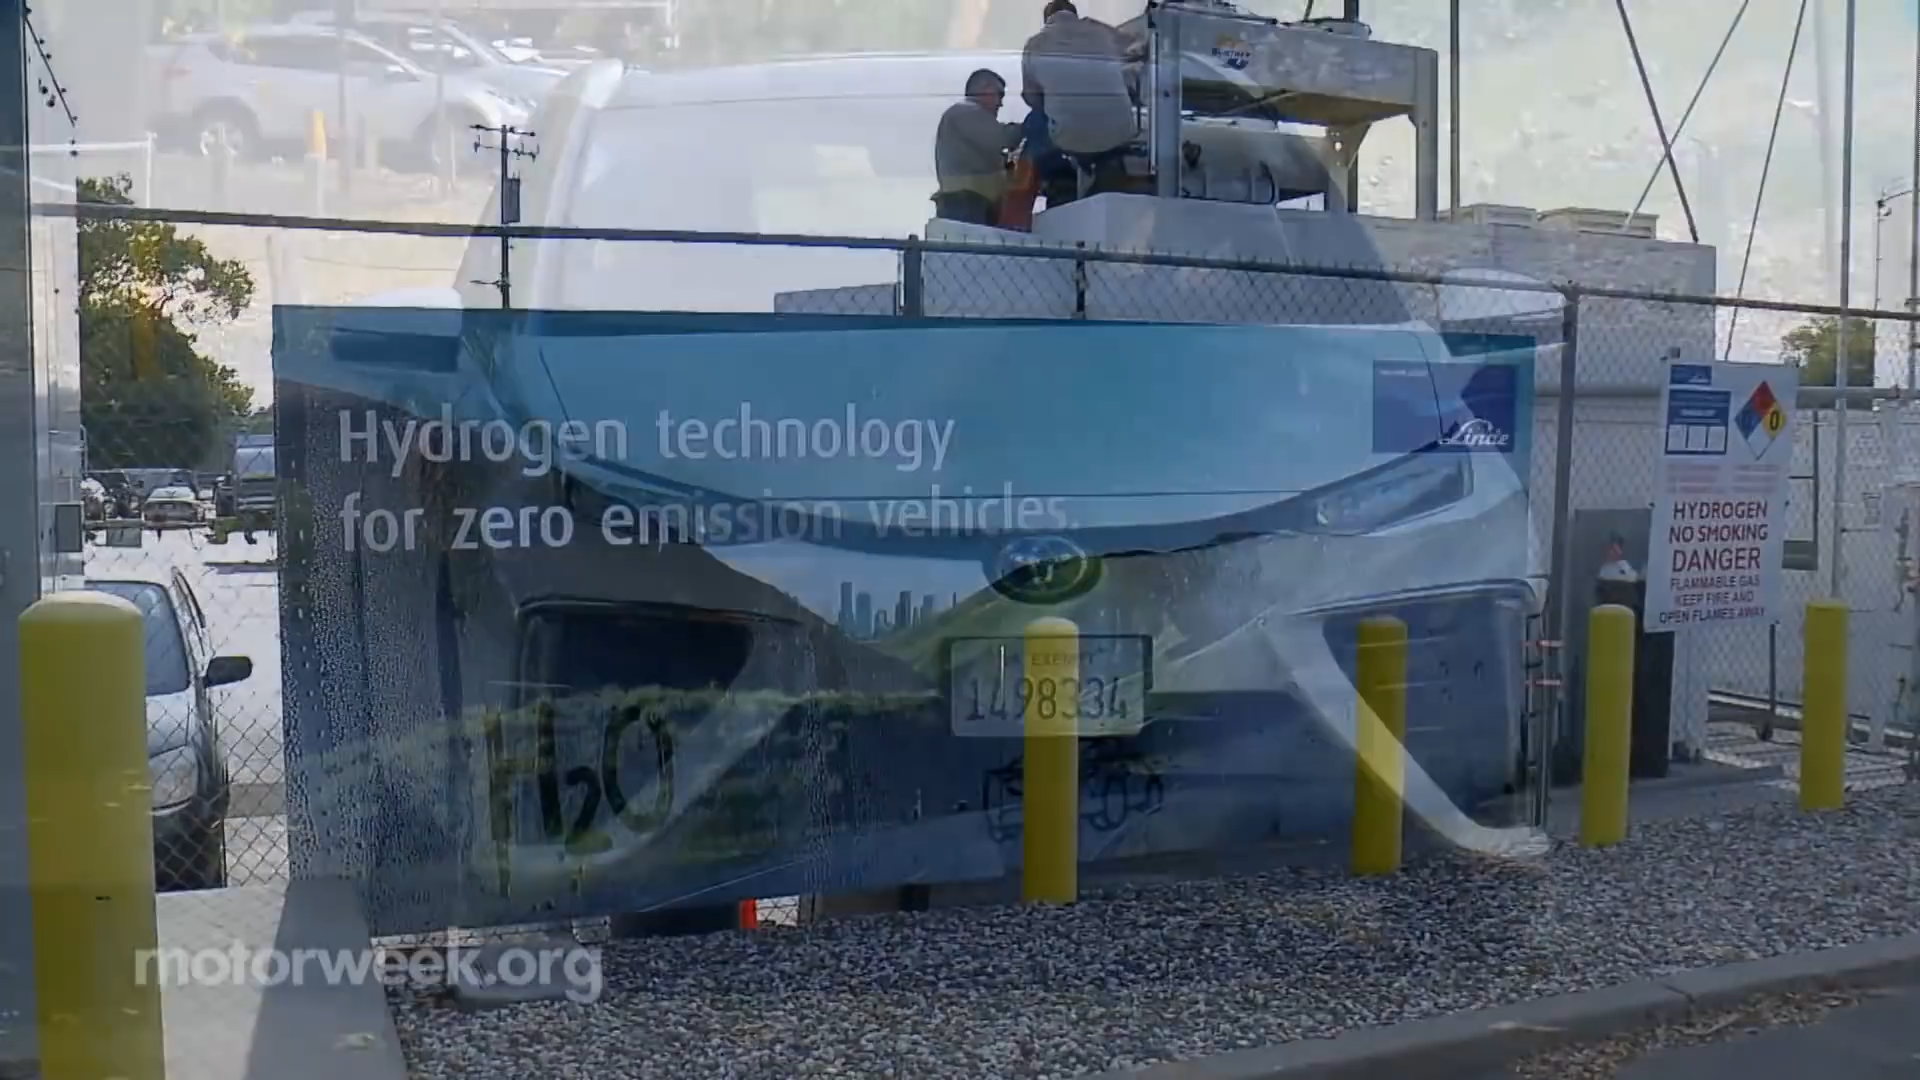 Hydrogen technology
for zero emission vehicles.
Linde
HYDROGEN
NO SMOKING
DANGER
FLAMMABLE GAS
KEEP FIRE AND
OPEN FLAMES AWAY
0
EXEMPT
1498334
H2O
motorweek.org